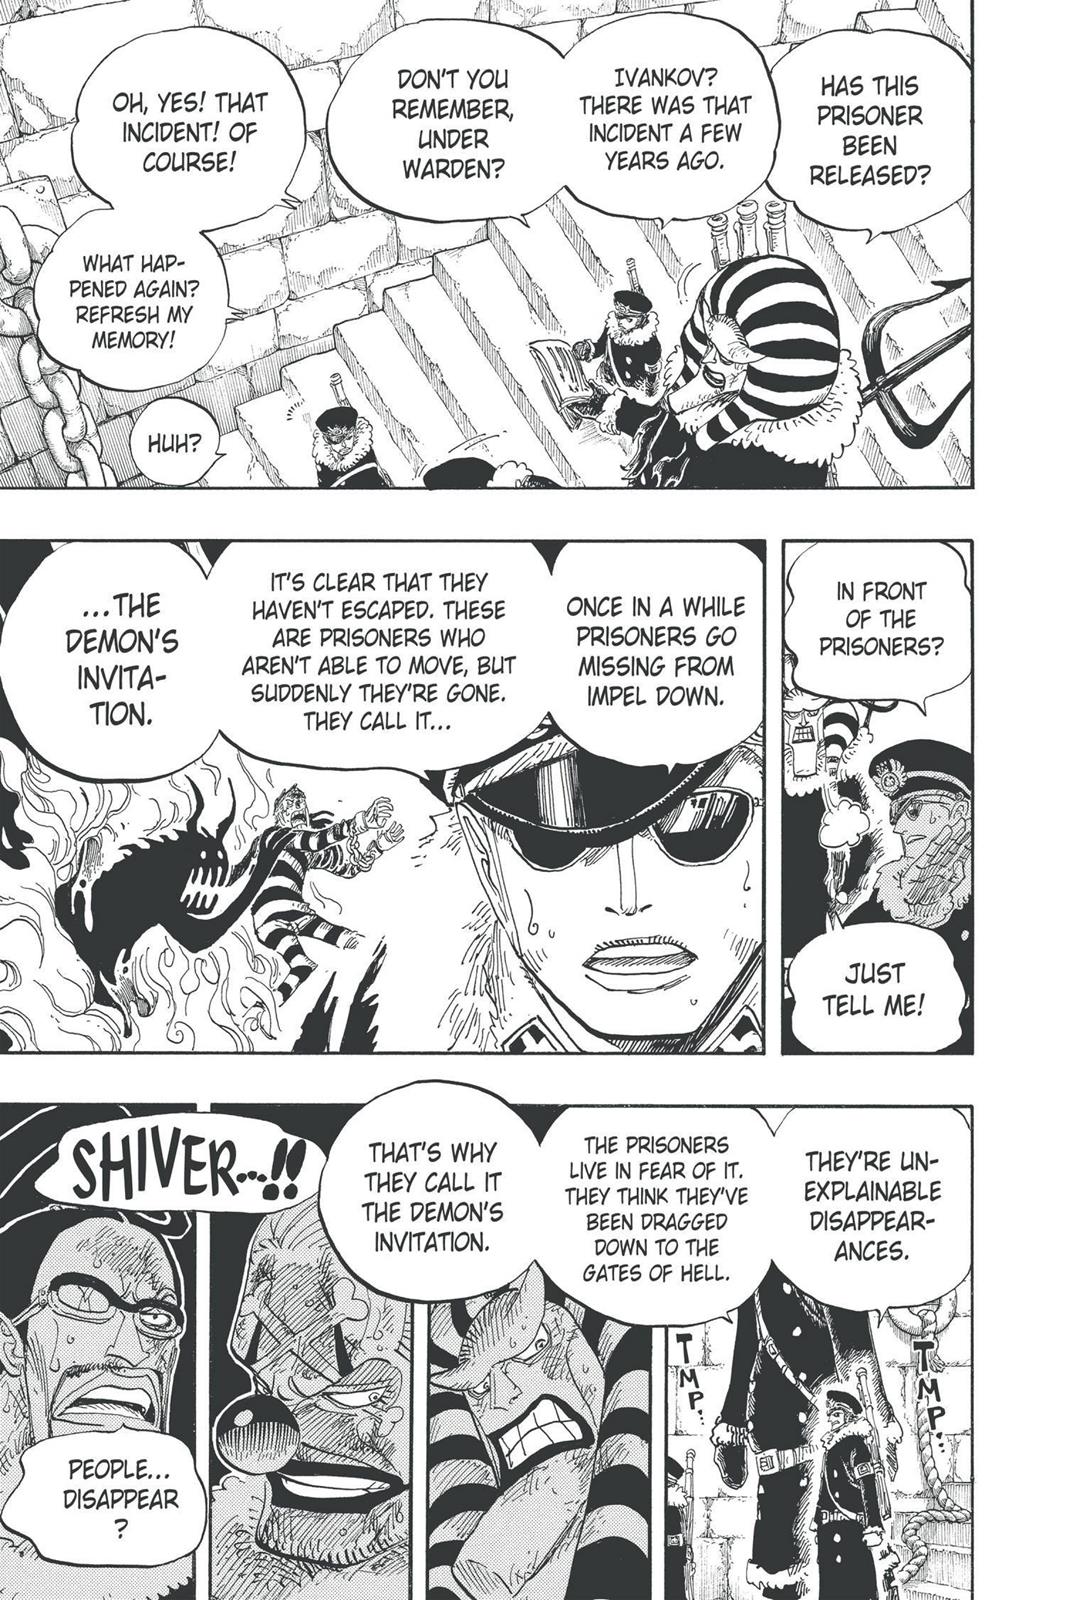 HAS THIS
PRISONER
BEEN
RELEASED?
IVANKOV?
THERE WAS THAT
INCIDENT A FEW
YEARS AGO.
DON'T YOU
REMEMBER,
UNDER
WARDEN?
OH, YES! THAT
INCIDENT! OF
COURSE!
WHAT HAP-
PENED AGAIN?
REFRESH MY
MEMORY!
HUH?
IN FRONT
OF THE
PRISONERS?
JUST
TELL ME!
ONCE IN A WHILE
PRISONERS GO
MISSING FROM
IMPEL DOWN.
IT'S CLEAR THAT THEY
HAVEN'T ESCAPED. THESE
ARE PRISONERS WHO
AREN'T ABLE TO MOVE, BUT
SUDDENLY THEY'RE GONE.
THEY CALL IT...
...THE
DEMON'S
INVITA-
TION.
THEY'RE UN-
EXPLAINABLE
DISAPPEAR-
ANCES.
TMP...
TMP...
THE PRISONERS
LIVE IN FEAR OF IT.
THEY THINK THEY'VE
BEEN DRAGGED
DOWN TO THE
GATES OF HELL.
THAT'S WHY
THEY CALL IT
THE DEMON'S
INVITATION.
SHIVER...!!
PEOPLE...
DISAPPEAR
?